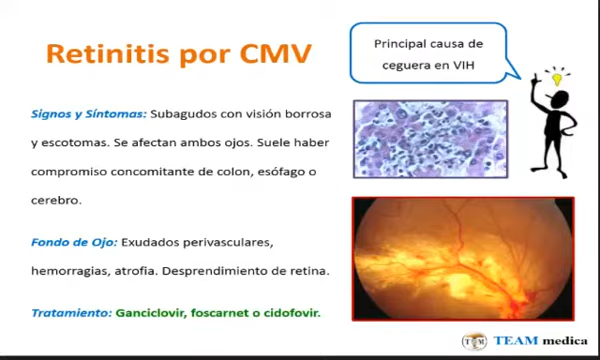 Retinitis por CMV
Principal causa de
ceguera en VIH
Signos y Síntomas: Subagudos con visión borrosa
y escotomas. Se afectan ambos ojos. Suele haber
compromiso concomitante de colon, esófago o
cerebro.
Fondo de Ojo: Exudados perivasculares,
hemorragias, atrofia. Desprendimiento de retina.
Tratamiento: Ganciclovir, foscarnet o cidofovir.
TEAM medica